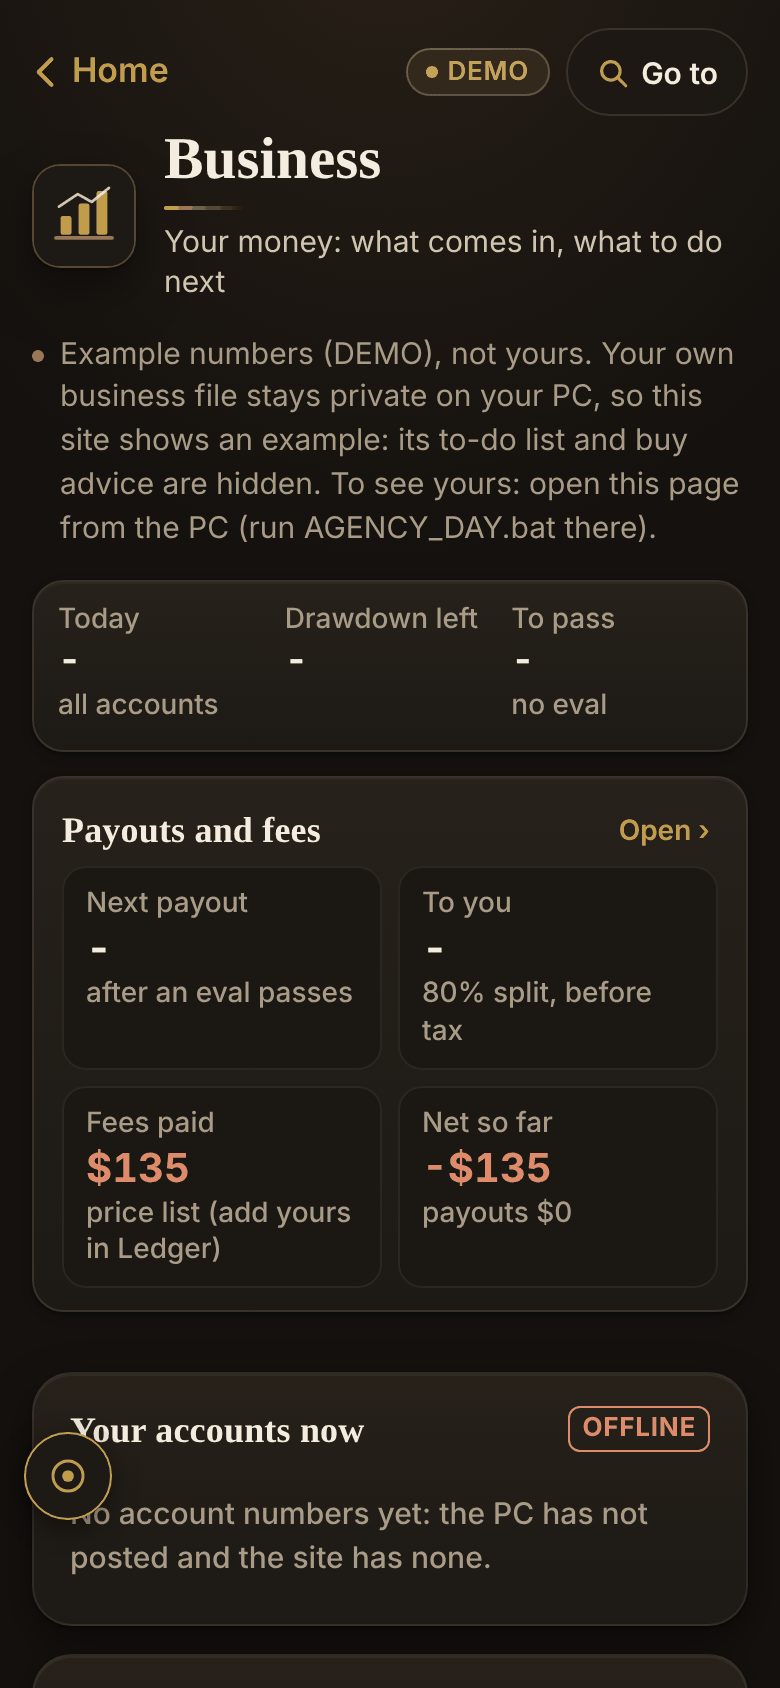 Home
DEMO
Go to
Business
Your money: what comes in, what to do
next
Example numbers (DEMO), not yours. Your own
business file stays private on your PC, so this
site shows an example: its to-do list and buy
advice are hidden. To see yours: open this page
from the PC (run AGENCY_DAY.bat there).
Today
-
all accounts
Drawdown left
-
To pass
-
no eval
Payouts and fees
Open ›
Next payout
-
after an eval passes
To you
-
80% split, before
tax
Fees paid
$135
price list (add yours
in Ledger)
Net so far
-$135
payouts $0
Your accounts now
OFFLINE
No account numbers yet: the PC has not
posted and the site has none.